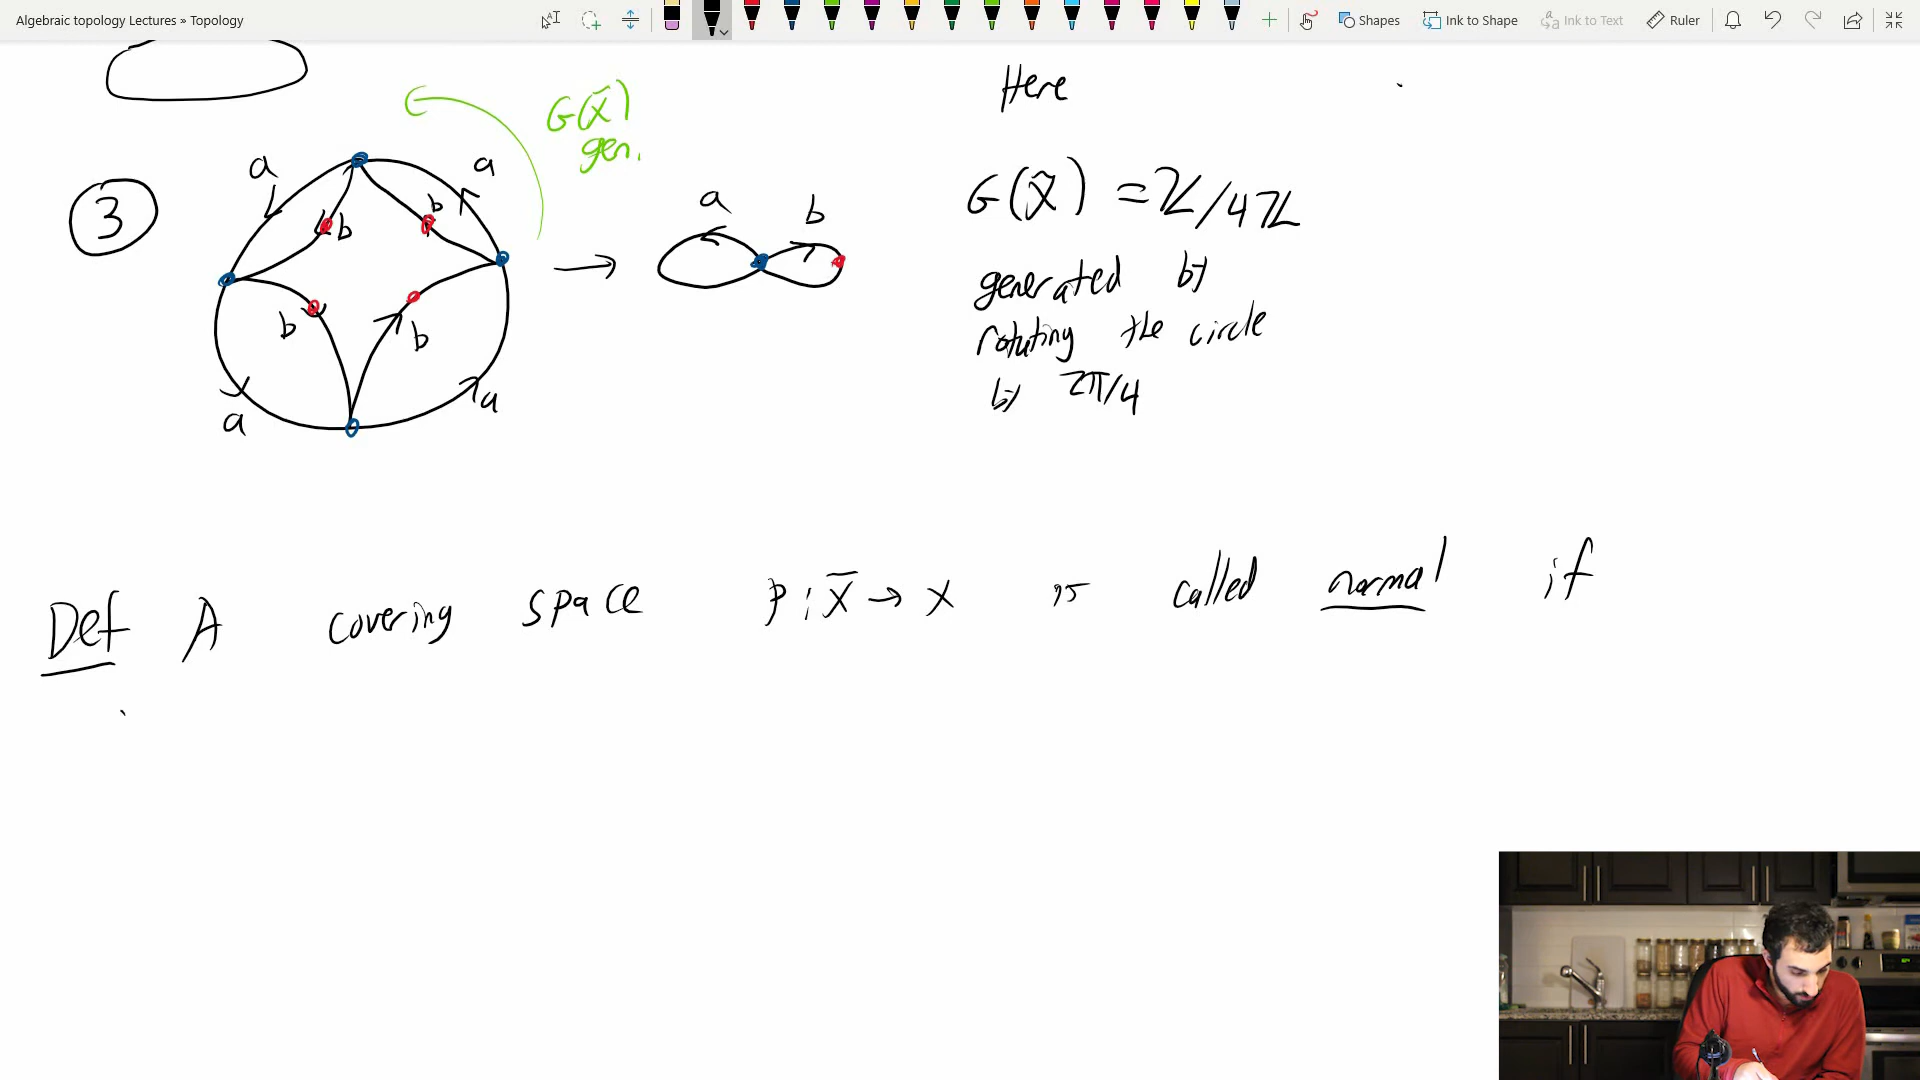 Algebraic topology Lectures » Topology
Shapes
Ink to Shape
Ink to Text
Ruler
3
a
a
b
b
b
b
a
a
G(X̃)
gen.
a
b
Here
G(X̃) = ℤ/4ℤ
generated by
rotating the circle
by 2π/4
Def A covering space p: X̃ → X is called normal if